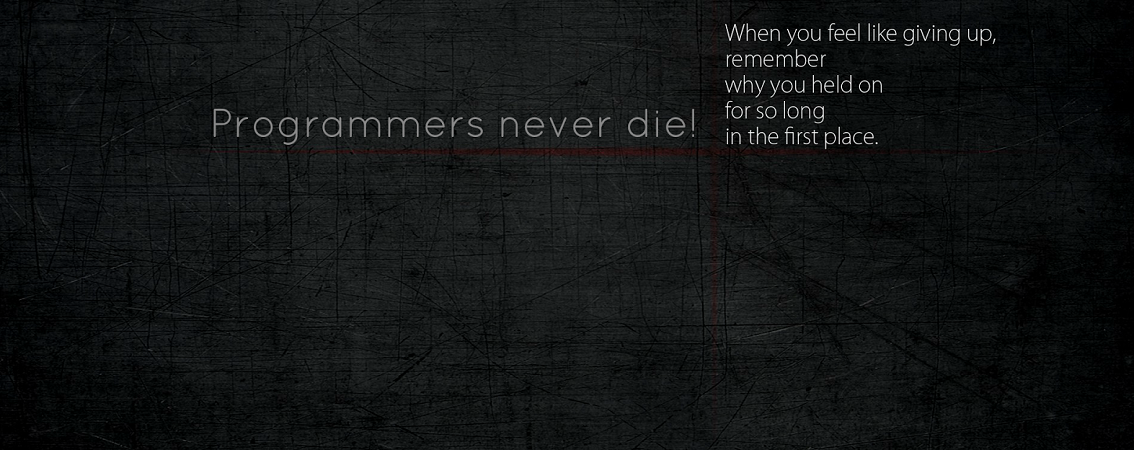 Programmers never die!
When you feel like giving up,
remember
why you held on
for so long
in the first place.